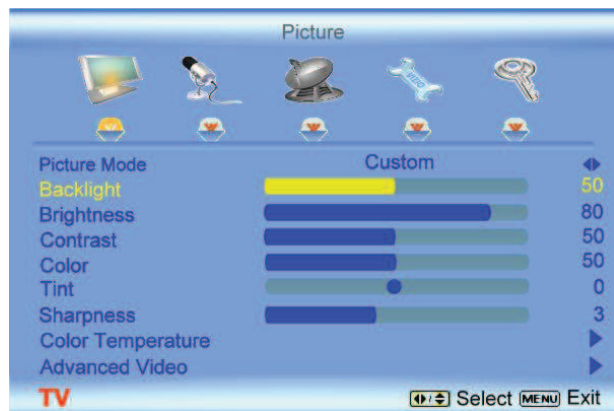 Picture
VIZIO
Picture Mode Custom
Backlight 50
Brightness 80
Contrast 50
Color 50
Tint 0
Sharpness 3
Color Temperature
Advanced Video
TV Select MENU Exit